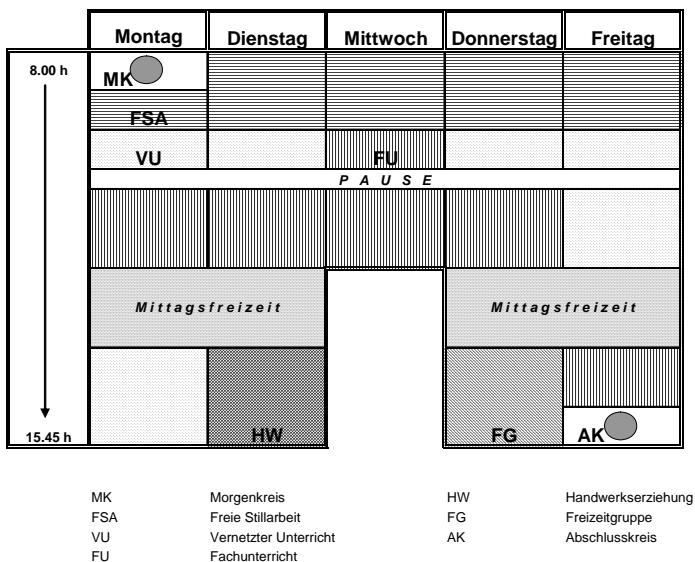 Montag Dienstag Mittwoch Donnerstag Freitag
8.00 h
MK
FSA
VU FU
P A U S E
M i t t a g s f r e i z e i t M i t t a g s f r e i z e i t
15.45 h HW FG AK
MK Morgenkreis HW Handwerkserziehung
FSA Freie Stillarbeit FG Freizeitgruppe
VU Vernetzter Unterricht AK Abschlusskreis
FU Fachunterricht